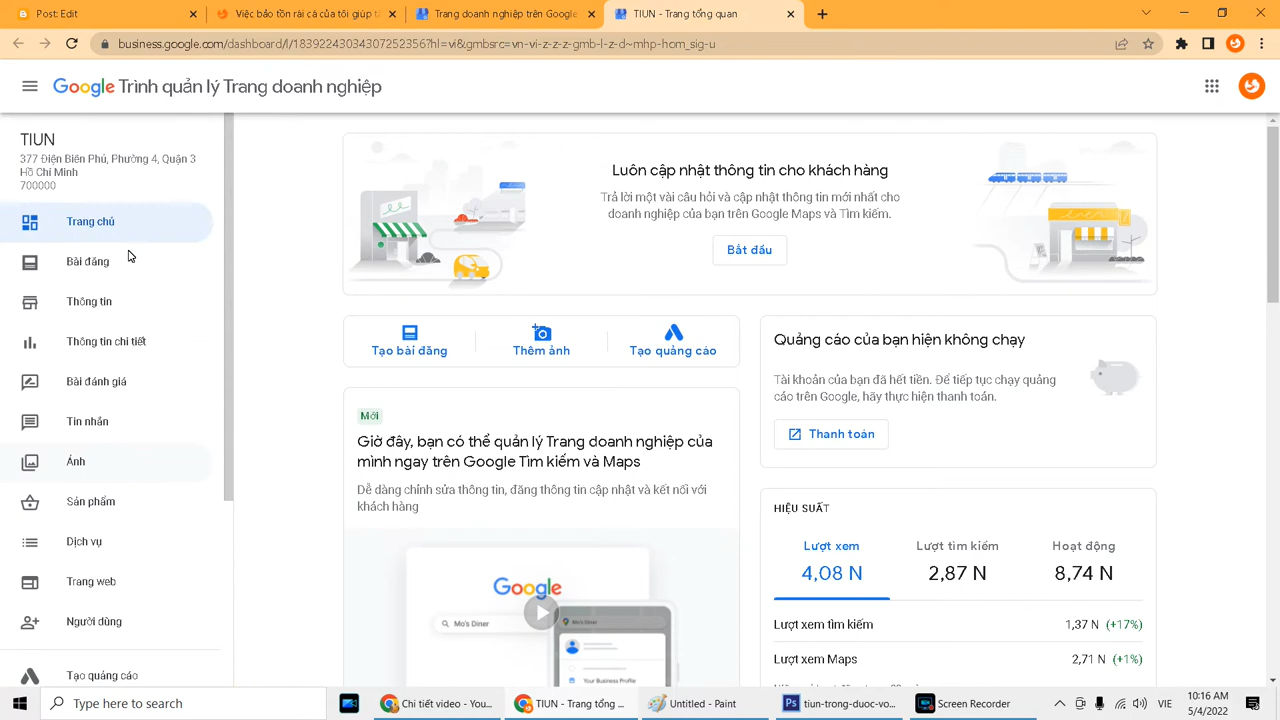 Post Edit
Việc bảo tồn rái cá của tôi giúp
Trang doanh nghiệp trên Google
TIUN - Trang tổng quan
business.google.com/dashboard/l/18392243034307252356?hl=vi&gmbsrc=vn-vi-z-z-gmb-l-z-d~mhp-hom_sig-u
Google Trình quản lý Trang doanh nghiệp
TIUN
377 Điện Biên Phủ, Phường 4, Quận 3
Hồ Chí Minh
700000
Trang chủ
Bài đăng
Thông tin
Thông tin chi tiết
Bài đánh giá
Tin nhắn
Ảnh
Sản phẩm
Dịch vụ
Trang web
Người dùng
Tạo quảng cáo
Luôn cập nhật thông tin cho khách hàng
Trả lời một vài câu hỏi và cập nhật thông tin mới nhất cho
doanh nghiệp của bạn trên Google Maps và Tìm kiếm.
Bắt đầu
Tạo bài đăng
Thêm ảnh
Tạo quảng cáo
Mới
Giờ đây, bạn có thể quản lý Trang doanh nghiệp của
mình ngay trên Google Tìm kiếm và Maps
Dễ dàng chỉnh sửa thông tin, đăng thông tin cập nhật và kết nối với
khách hàng
Google
Mo's Diner
Mo's Diner
Your Business Profile
Quảng cáo của bạn hiện không chạy
Tài khoản của bạn đã hết tiền. Để tiếp tục chạy quảng
cáo trên Google, hãy thực hiện thanh toán.
Thanh toán
HIỆU SUẤT
Lượt xem
Lượt tìm kiếm
Hoạt động
4,08 N
2,87 N
8,74 N
Lượt xem tìm kiếm
1,37 N (+17%)
Lượt xem Maps
2,71 N (+1%)
Type here to search
Chi tiết video - You...
TIUN - Trang tổng ...
Untitled - Paint
tiun-trong-duoc-vo...
Screen Recorder
VIE
10:16 AM
5/4/2022